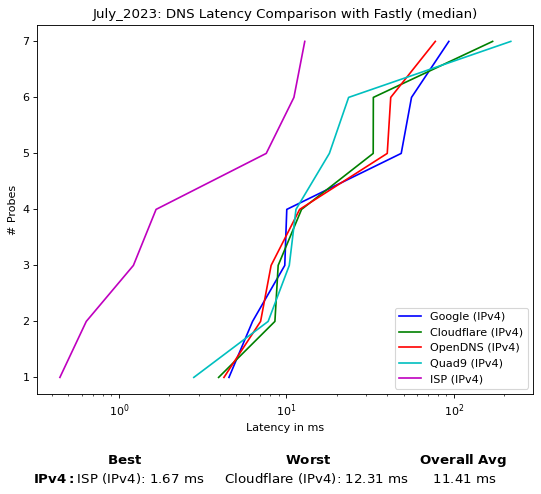 July_2023: DNS Latency Comparison with Fastly (median)
7
6
5
4
3
2
1
# Probes
Google (IPv4)
Cloudflare (IPv4)
OpenDNS (IPv4)
Quad9 (IPv4)
ISP (IPv4)
10⁰ 10¹ 10²
Latency in ms
Best Worst Overall Avg
IPv4: ISP (IPv4): 1.67 ms Cloudflare (IPv4): 12.31 ms 11.41 ms